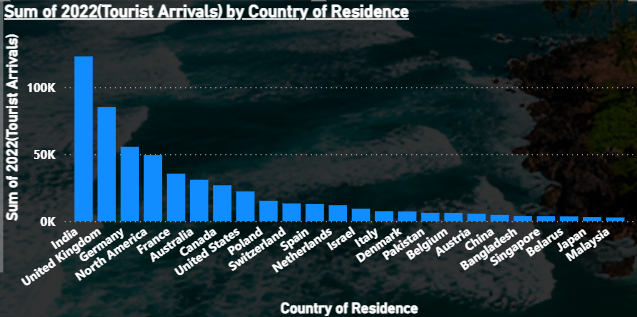 Sum of 2022(Tourist Arrivals) by Country of Residence
Sum of 2022(Tourist Arrivals)
100K
50K
0K
India
United Kingdom
Germany
North America
France
Australia
Canada
United States
Poland
Switzerland
Spain
Netherlands
Israel
Italy
Denmark
Pakistan
Belgium
Austria
China
Bangladesh
Singapore
Belarus
Japan
Malaysia
Country of Residence